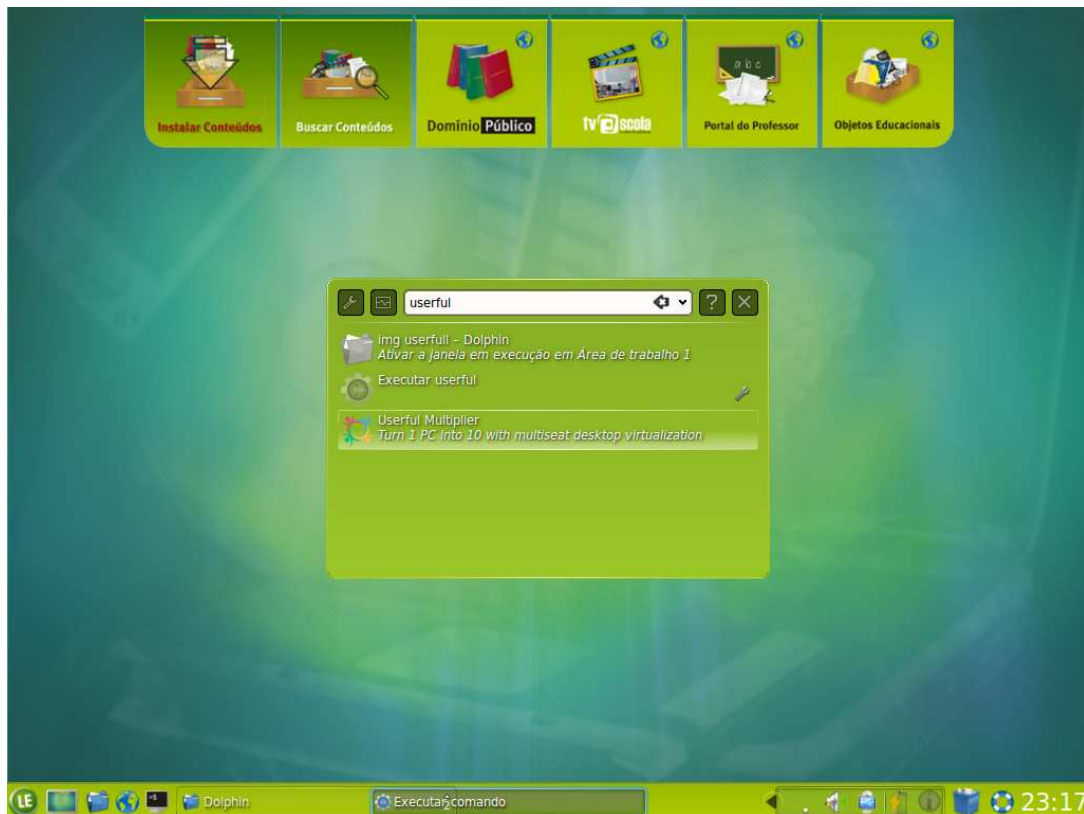 Instalar Conteúdos
Buscar Conteúdos
Domínio Público
tv escola
a b c
Portal do Professor
Objetos Educacionais
userful
?
img userfull – Dolphin
Ativar a janela em execução em Área de trabalho 1
Executar userful
Userful Multiplier
Turn 1 PC into 10 with multiseat desktop virtualization
LE
Dolphin
Executar comando
23:17